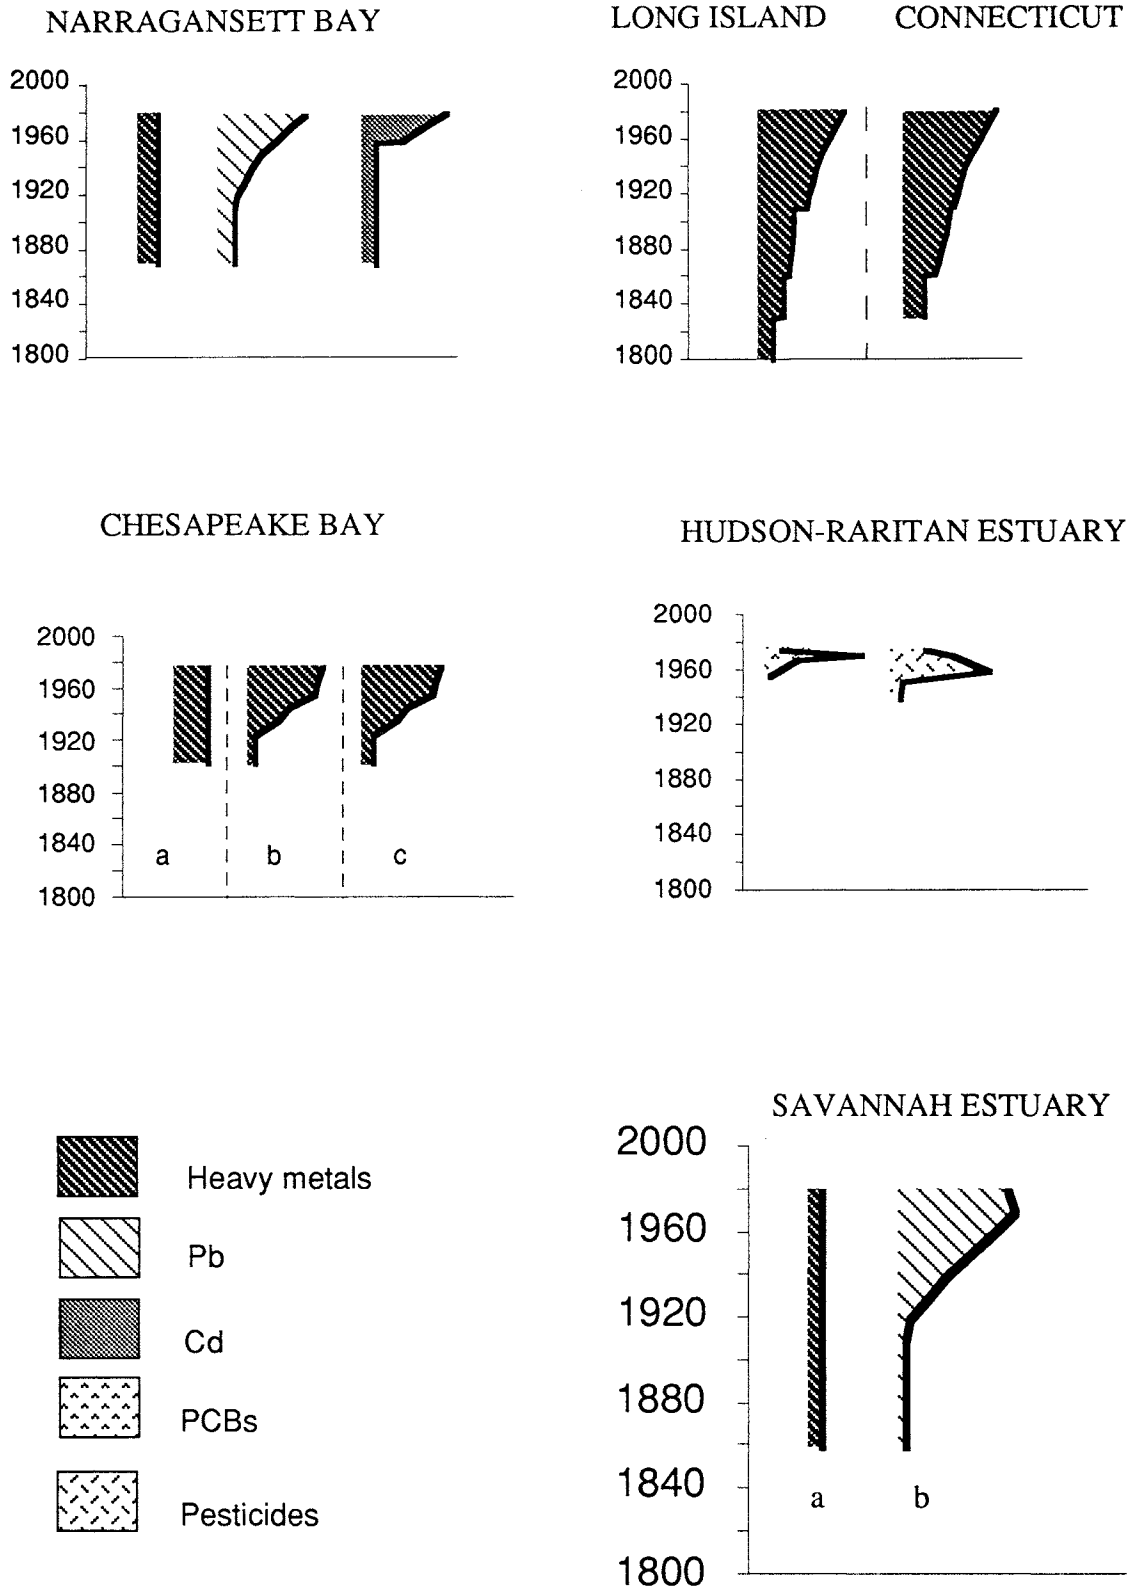 NARRAGANSETT BAY
2000
1960
1920
1880
1840
1800
LONG ISLAND CONNECTICUT
2000
1960
1920
1880
1840
1800
CHESAPEAKE BAY
2000
1960
1920
1880
1840
1800
a b c
HUDSON-RARITAN ESTUARY
2000
1960
1920
1880
1840
1800
Heavy metals
Pb
Cd
PCBs
Pesticides
SAVANNAH ESTUARY
2000
1960
1920
1880
1840
1800
a b